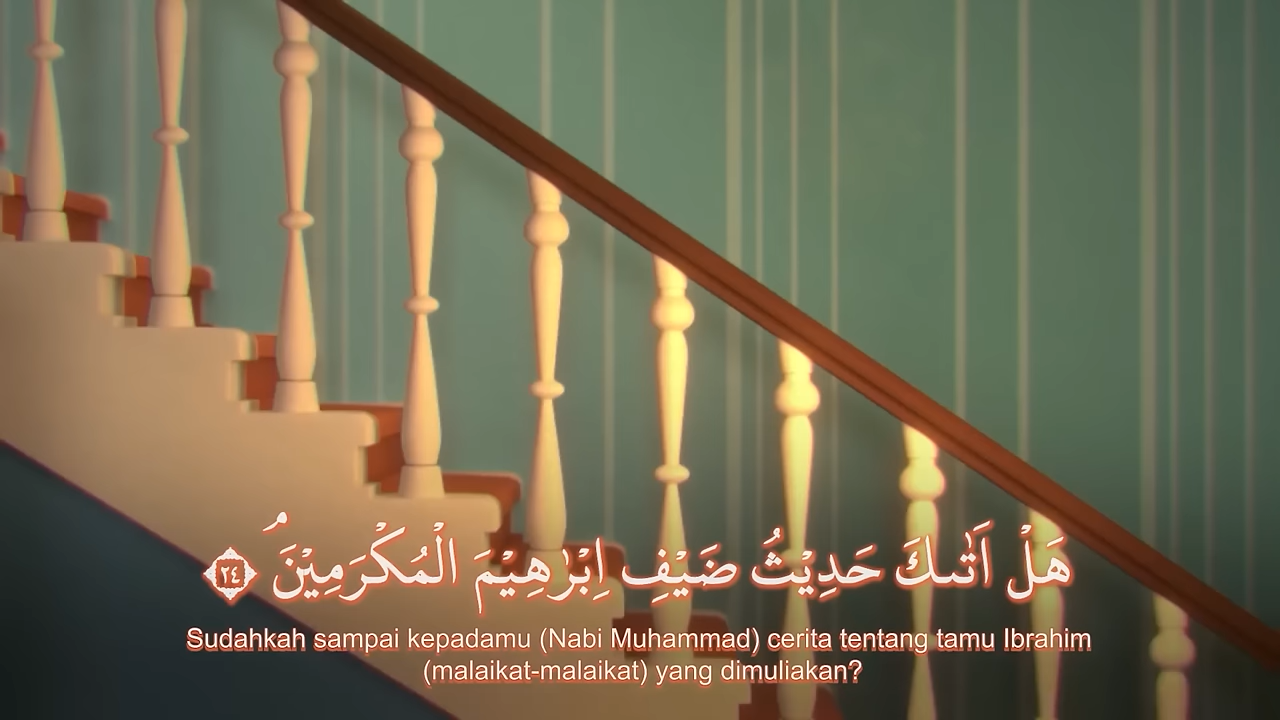 هَلْ اَتٰىكَ حَدِيْثُ ضَيْفِ اِبْرٰهِيْمَ الْمُكْرَمِيْنَۘ ٢٤
Sudahkah sampai kepadamu (Nabi Muhammad) cerita tentang tamu Ibrahim
(malaikat-malaikat) yang dimuliakan?